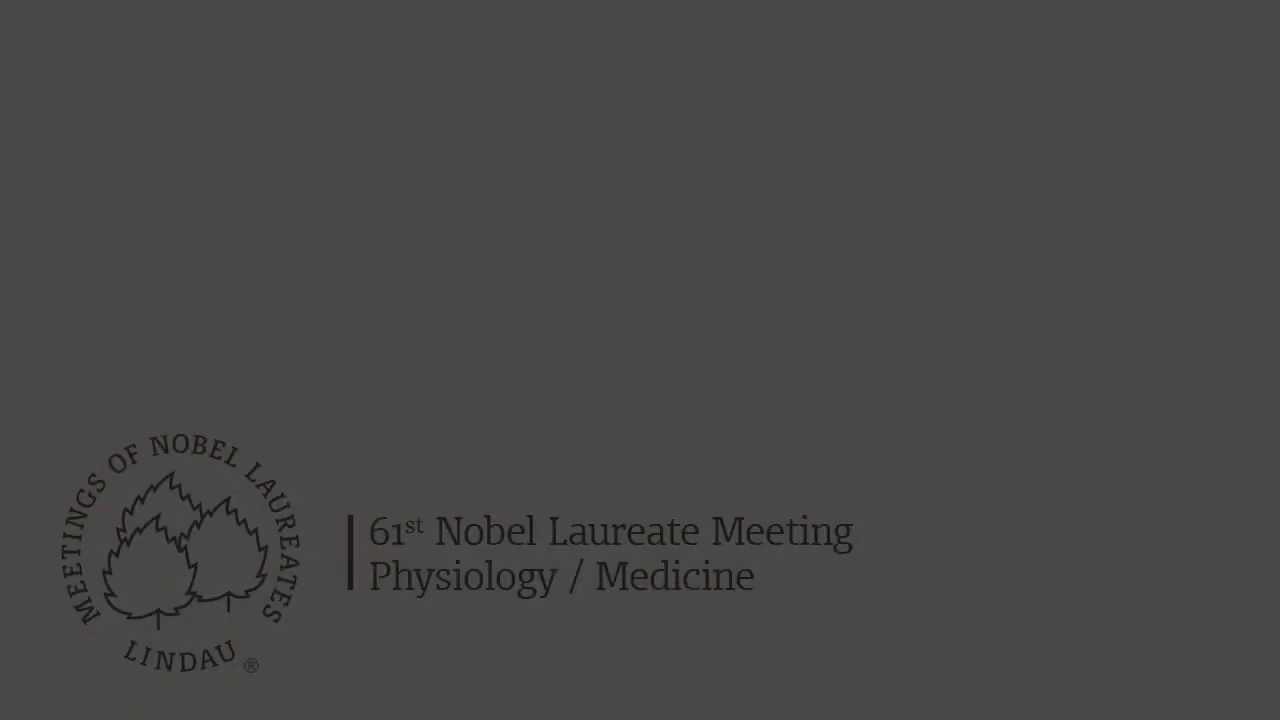 MEETINGS OF NOBEL LAUREATES
LINDAU ®
61st Nobel Laureate Meeting
Physiology / Medicine